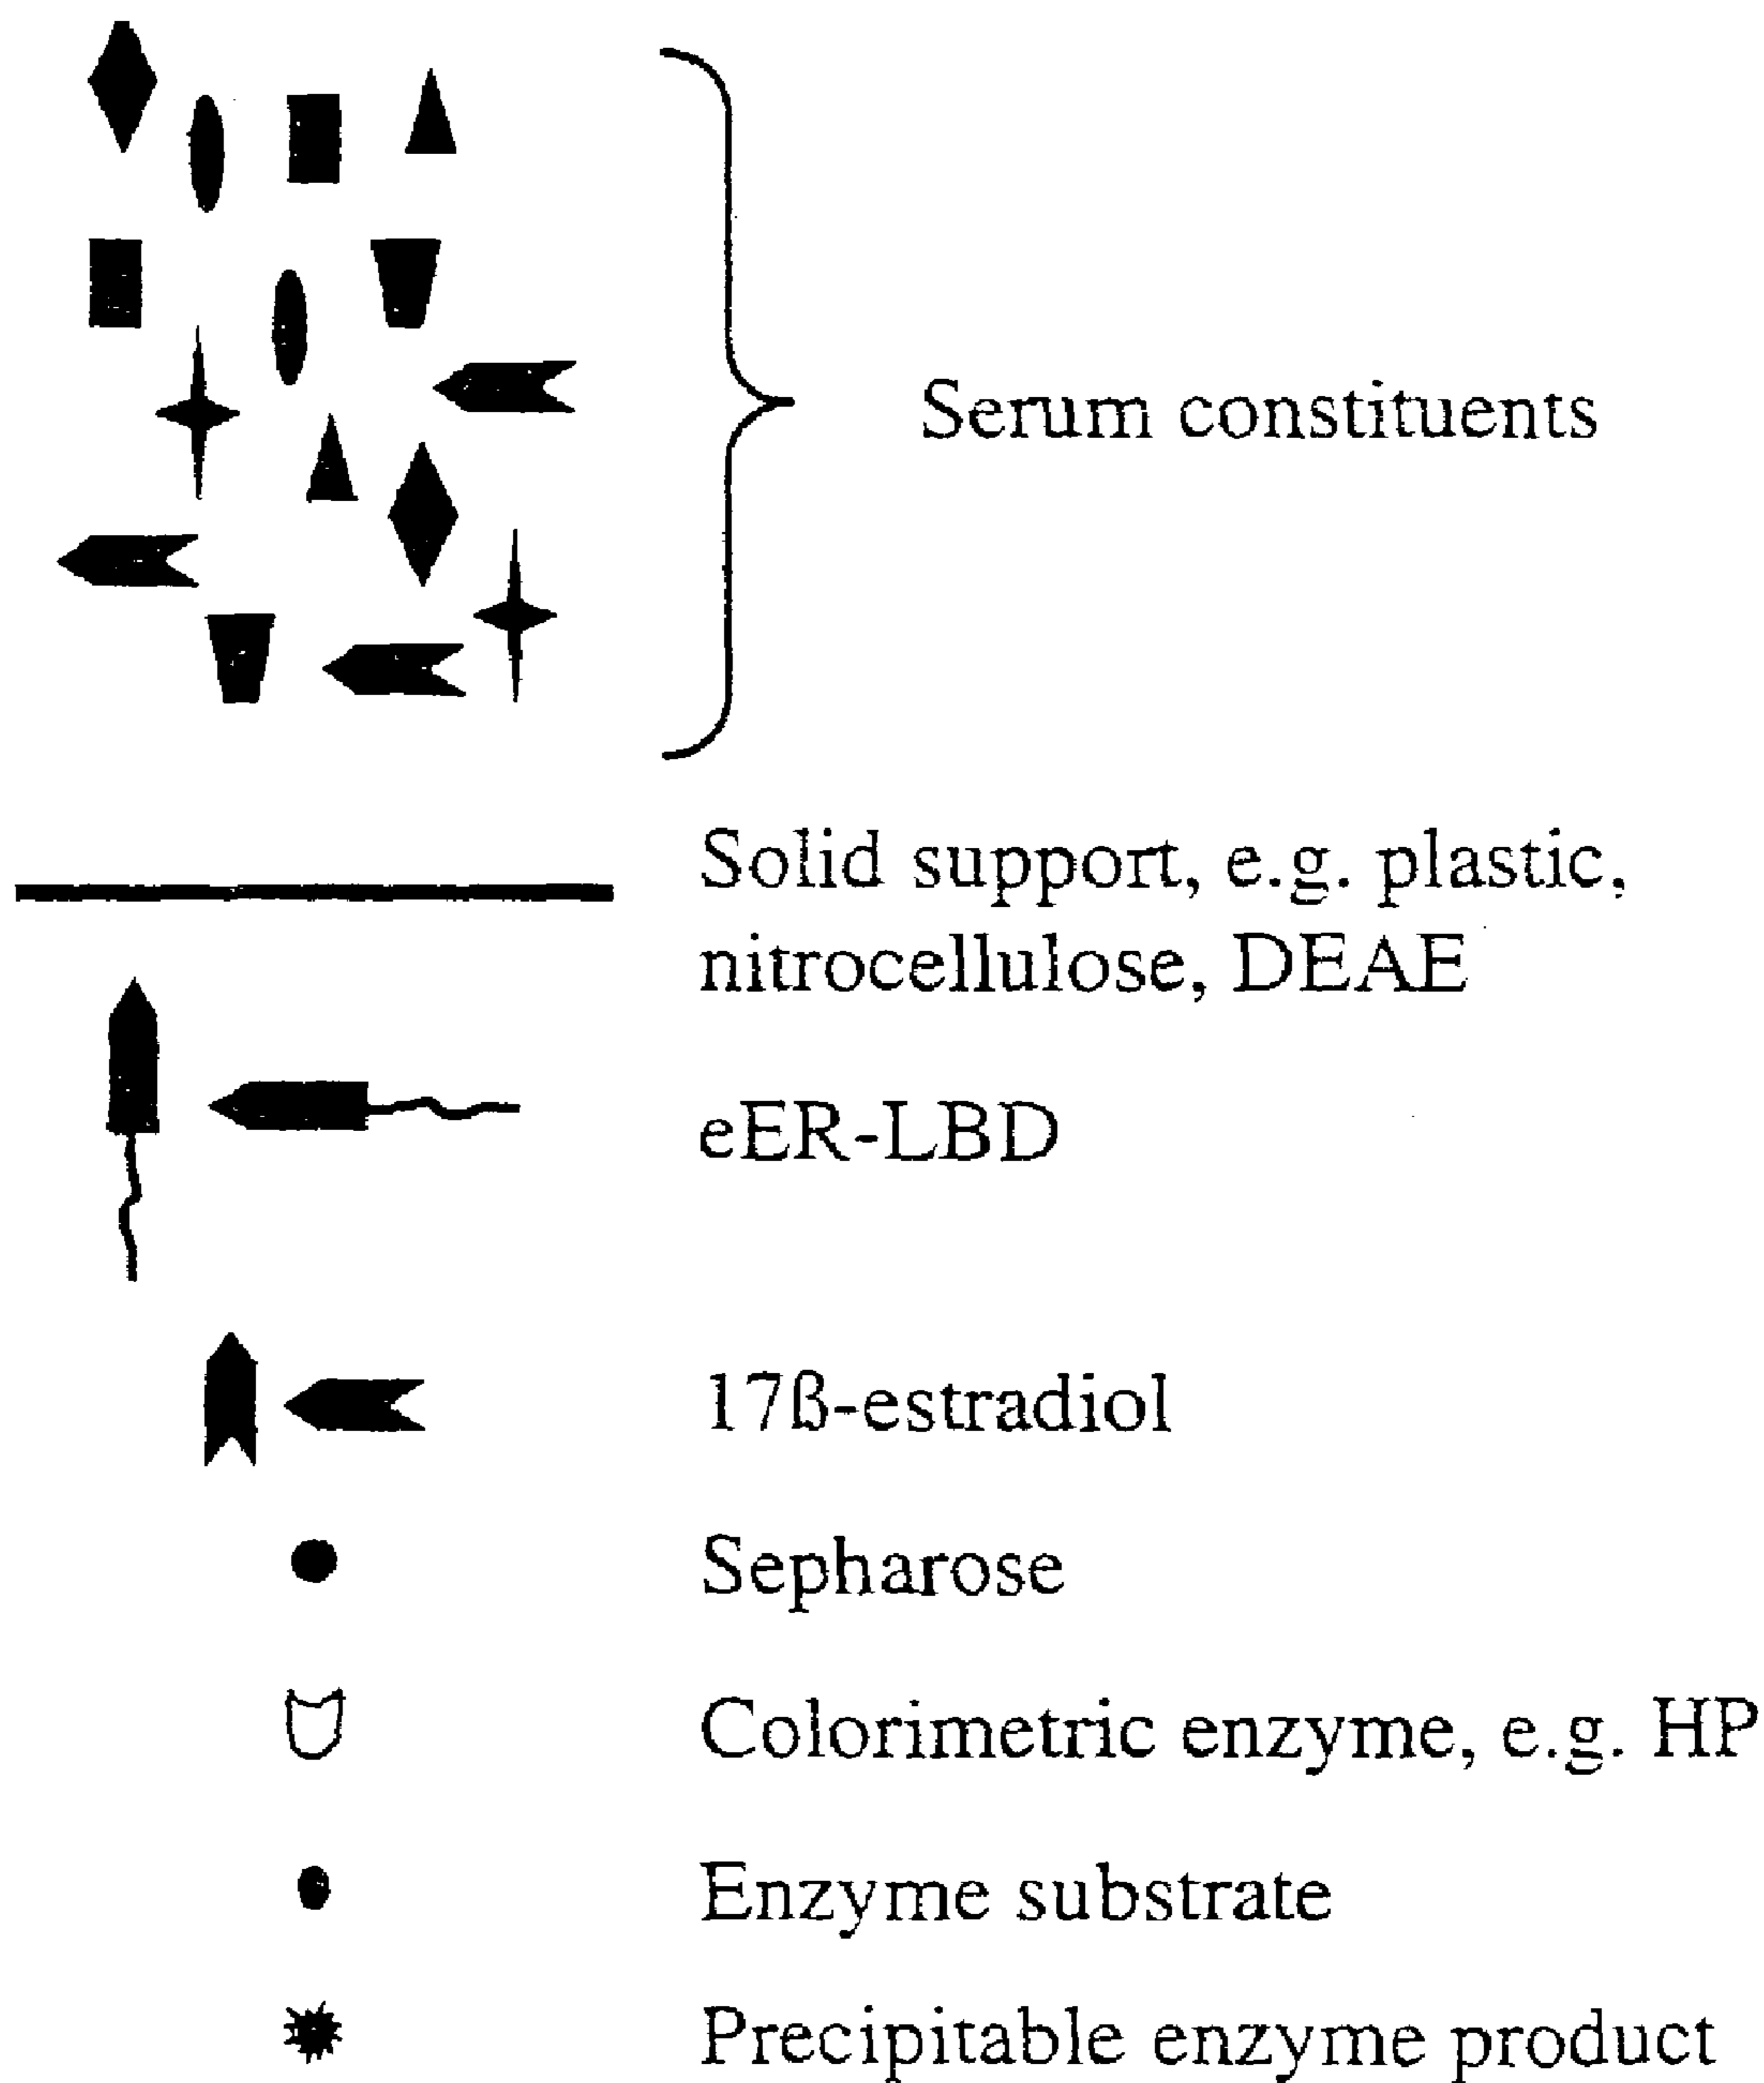 Serum constituents
Solid support, e.g. plastic,
nitrocellulose, DEAE
eER-LBD
17ß-estradiol
Sepharose
Colorimetric enzyme, e.g. HP
Enzyme substrate
Precipitable enzyme product